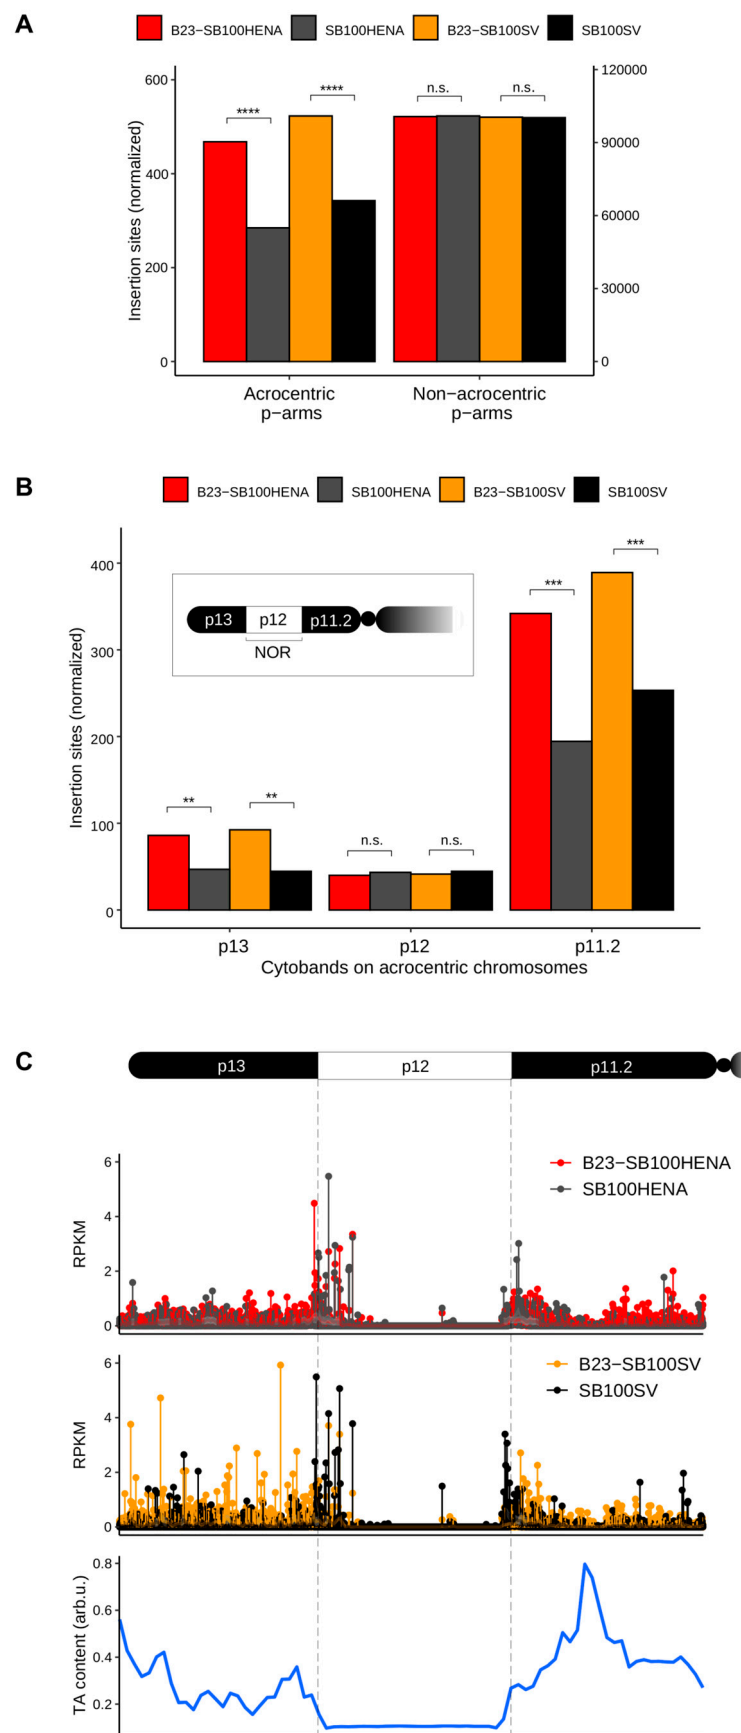 A
B23−SB100HENA SB100HENA B23−SB100SV SB100SV
Insertion sites (normalized)
600
400
200
0
120000
90000
60000
30000
0
**** **** n.s. n.s.
Acrocentric
p−arms
Non−acrocentric
p−arms
B
B23−SB100HENA SB100HENA B23−SB100SV SB100SV
Insertion sites (normalized)
400
300
200
100
0
p13 p12 p11.2
NOR
** ** n.s. n.s. *** ***
p13 p12 p11.2
Cytobands on acrocentric chromosomes
C
p13 p12 p11.2
RPKM
6
4
2
0
B23−SB100HENA
SB100HENA
RPKM
6
4
2
0
B23−SB100SV
SB100SV
TA content (arb.u.)
0.8
0.6
0.4
0.2